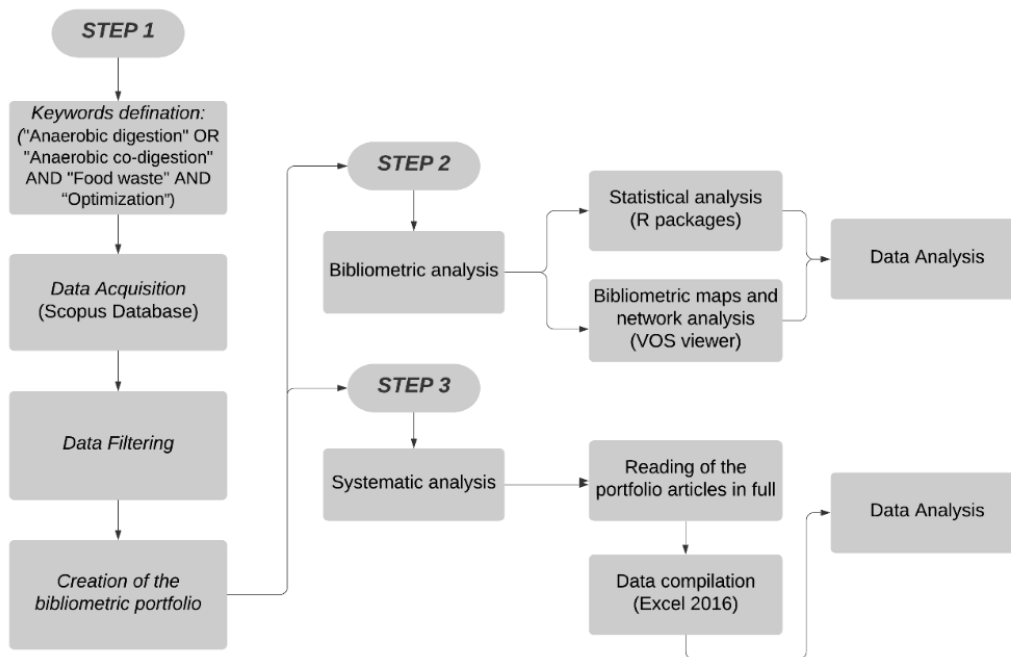 STEP 1
Keywords defination:
("Anaerobic digestion" OR
"Anaerobic co-digestion"
AND "Food waste" AND
“Optimization”)
Data Acquisition
(Scopus Database)
Data Filtering
Creation of the
bibliometric portfolio
STEP 2
Bibliometric analysis
Statistical analysis
(R packages)
Bibliometric maps and
network analysis
(VOS viewer)
Data Analysis
STEP 3
Systematic analysis
Reading of the
portfolio articles in full
Data compilation
(Excel 2016)
Data Analysis